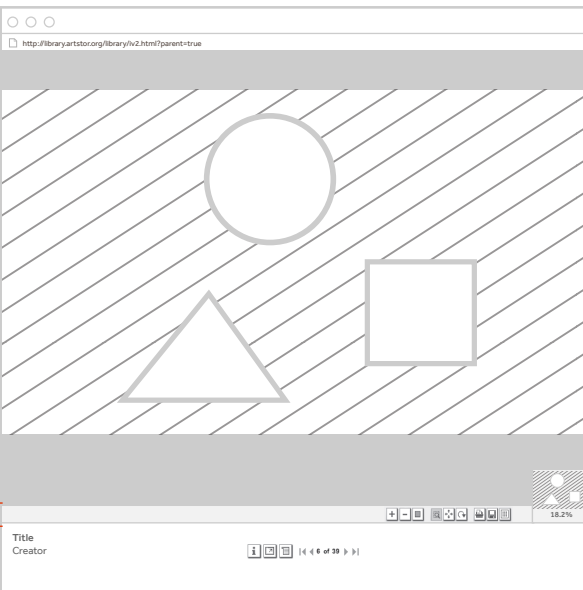 http://library.artstor.org/library/iv2.html?parent=true
18.2%
Title
Creator
i
6 of 39